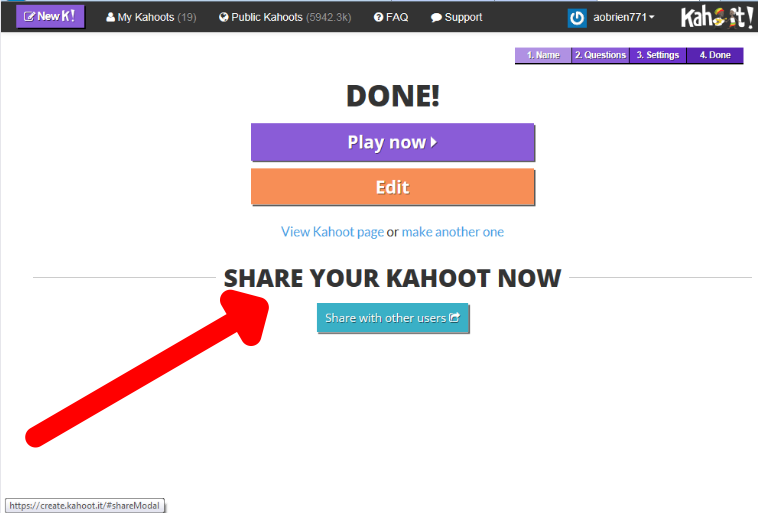 New K! My Kahoots (19) Public Kahoots (5942.3k) FAQ Support aobrien771 Kahoot!
1. Name 2. Questions 3. Settings 4. Done
DONE!
Play now
Edit
View Kahoot page or make another one
SHARE YOUR KAHOOT NOW
Share with other users
https://create.kahoot.it/#shareModal